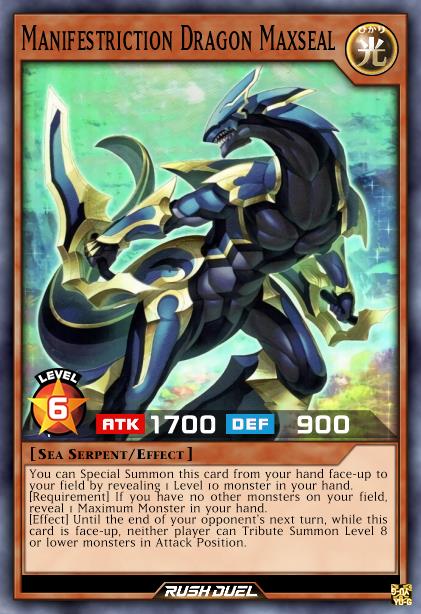 MANIFESTRICTION DRAGON MAXSEAL
ひかり
光
LEVEL
6
ATK 1700 DEF 900
[SEA SERPENT/EFFECT]
You can Special Summon this card from your hand face-up to
your field by revealing 1 Level 10 monster in your hand.
[Requirement] If you have no other monsters on your field,
reveal 1 Maximum Monster in your hand.
[Effect] Until the end of your opponent's next turn, while this
card is face-up, neither player can Tribute Summon Level 8
or lower monsters in Attack Position.
RUSH DUEL